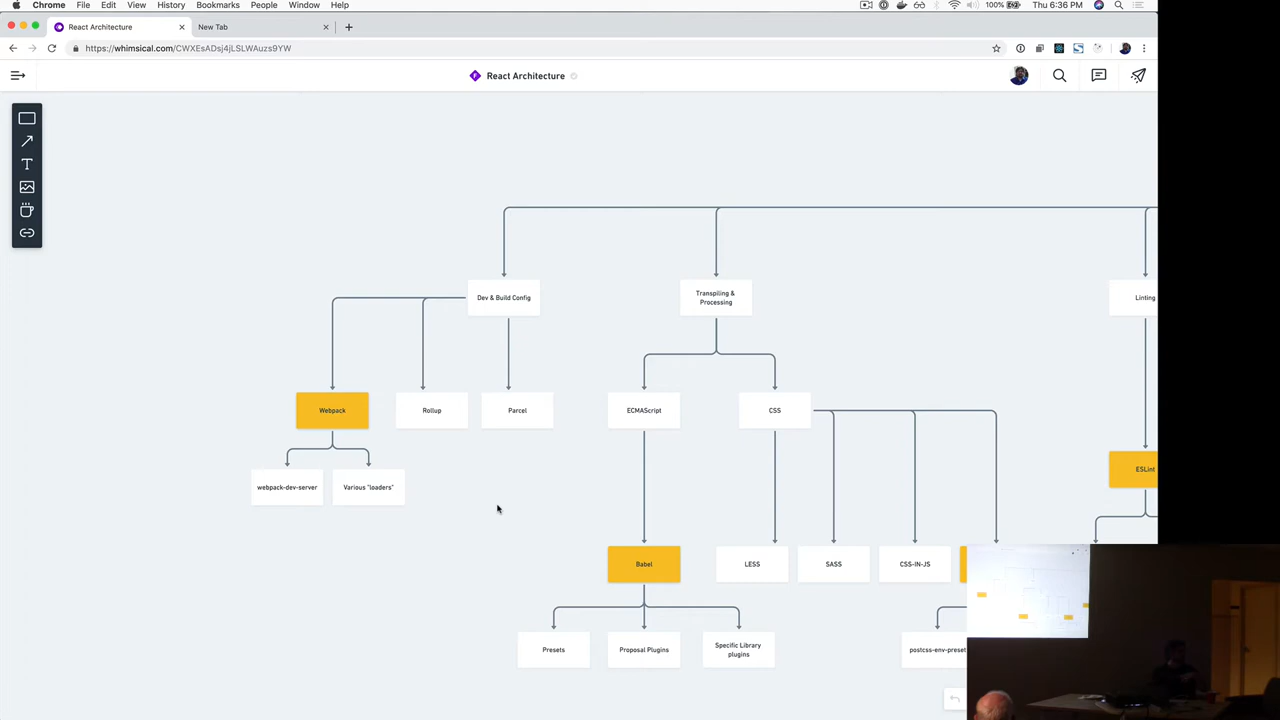 Chrome File Edit View History Bookmarks People Window Help 100% Thu 6:36 PM
React Architecture New Tab
https://whimsical.com/CWXEsADsj4jLSLWAuzs9YW
React Architecture
Dev & Build Config
Transpiling &
Processing
Linting
Webpack
Rollup
Parcel
ECMAScript
CSS
ESLint
webpack-dev-server
Various "loaders"
Babel
LESS
SASS
CSS-IN-JS
Presets
Proposal Plugins
Specific Library
plugins
postcss-env-preset